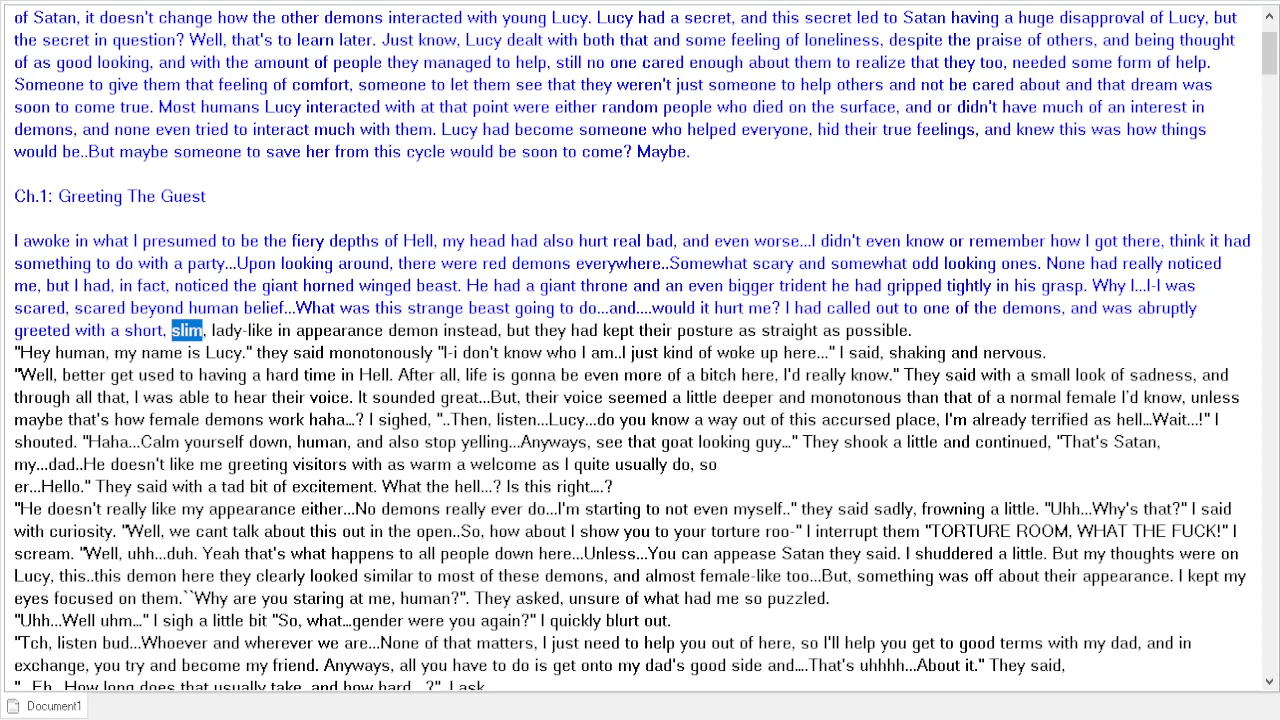 of Satan, it doesn't change how the other demons interacted with young Lucy. Lucy had a secret, and this secret led to Satan having a huge disapproval of Lucy, but
the secret in question? Well, that's to learn later. Just know, Lucy dealt with both that and some feeling of loneliness, despite the praise of others, and being thought
of as good looking, and with the amount of people they managed to help, still no one cared enough about them to realize that they too, needed some form of help.
Someone to give them that feeling of comfort, someone to let them see that they weren't just someone to help others and not be cared about and that dream was
soon to come true. Most humans Lucy interacted with at that point were either random people who died on the surface, and or didn't have much of an interest in
demons, and none even tried to interact much with them. Lucy had become someone who helped everyone, hid their true feelings, and knew this was how things
would be..But maybe someone to save her from this cycle would be soon to come? Maybe.
Ch.1: Greeting The Guest
I awoke in what I presumed to be the fiery depths of Hell, my head had also hurt real bad, and even worse...I didn't even know or remember how I got there, think it had
something to do with a party...Upon looking around, there were red demons everywhere..Somewhat scary and somewhat odd looking ones. None had really noticed
me, but I had, in fact, noticed the giant horned winged beast. He had a giant throne and an even bigger trident he had gripped tightly in his grasp. Why I...I-I was
scared, scared beyond human belief...What was this strange beast going to do...and....would it hurt me? I had called out to one of the demons, and was abruptly
greeted with a short, slim, lady-like in appearance demon instead, but they had kept their posture as straight as possible.
"Hey human, my name is Lucy." they said monotonously "I-i don't know who I am..I just kind of woke up here..." I said, shaking and nervous.
"Well, better get used to having a hard time in Hell. After all, life is gonna be even more of a bitch here, I'd really know." They said with a small look of sadness, and
through all that, I was able to hear their voice. It sounded great...But, their voice seemed a little deeper and monotonous than that of a normal female I'd know, unless
maybe that's how female demons work haha...? I sighed, "..Then, listen...Lucy...do you know a way out of this accursed place, I'm already terrified as hell...Wait...!" I
shouted. "Haha...Calm yourself down, human, and also stop yelling...Anyways, see that goat looking guy..." They shook a little and continued, "That's Satan,
my...dad..He doesn't like me greeting visitors with as warm a welcome as I quite usually do, so
er...Hello." They said with a tad bit of excitement. What the hell...? Is this right....?
"He doesn't really like my appearance either...No demons really ever do...I'm starting to not even myself.." they said sadly, frowning a little. "Uhh...Why's that?" I said
with curiosity. "Well, we cant talk about this out in the open..So, how about I show you to your torture roo-" I interrupt them "TORTURE ROOM, WHAT THE FUCK!" I
scream. "Well, uhh...duh. Yeah that's what happens to all people down here...Unless...You can appease Satan they said. I shuddered a little. But my thoughts were on
Lucy, this..this demon here they clearly looked similar to most of these demons, and almost female-like too...But, something was off about their appearance. I kept my
eyes focused on them.``Why are you staring at me, human?". They asked, unsure of what had me so puzzled.
"Uhh...Well uhm..." I sigh a little bit "So, what...gender were you again?" I quickly blurt out.
"Tch, listen bud...Whoever and wherever we are...None of that matters, I just need to help you out of here, so I'll help you get to good terms with my dad, and in
exchange, you try and become my friend. Anyways, all you have to do is get onto my dad's good side and....That's uhhhh...About it." They said,
"...Eh...How long does that usually take, and how hard...?", I ask
Document1